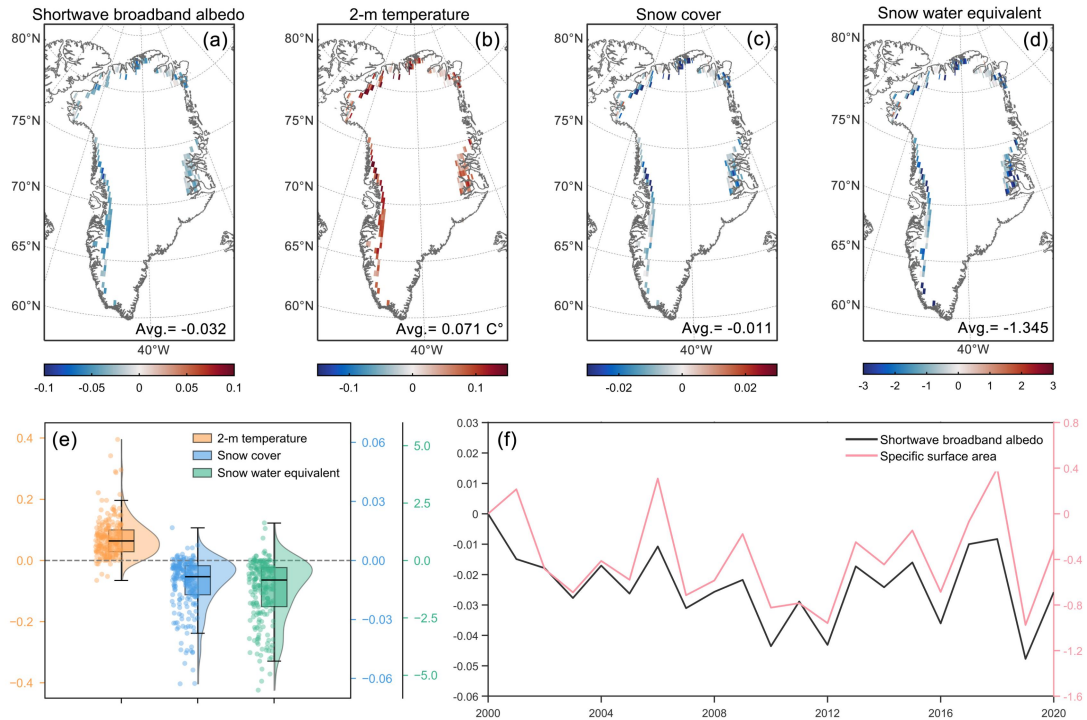 Shortwave broadband albedo
2-m temperature
Snow cover
Snow water equivalent
(a)
(b)
(c)
(d)
80°N
75°N
70°N
65°N
60°N
Avg.= -0.032
40°W
80°N
75°N
70°N
65°N
60°N
Avg.= 0.071 C°
40°W
80°N
75°N
70°N
65°N
60°N
Avg.= -0.011
40°W
80°N
75°N
70°N
65°N
60°N
Avg.= -1.345
40°W
-0.1 -0.05 0 0.05 0.1
-0.1 0 0.1
-0.02 0 0.02
-3 -2 -1 0 1 2 3
(e)
2-m temperature
Snow cover
Snow water equivalent
0.4
0.2
0.0
−0.2
−0.4
0.06
0.03
0.00
−0.03
−0.06
5.0
2.5
0.0
−2.5
−5.0
(f)
Shortwave broadband albedo
Specific surface area
0.03
0.02
0.01
0
-0.01
-0.02
-0.03
-0.04
-0.05
-0.06
0.8
0.4
0
-0.4
-0.8
-1.2
-1.6
2000 2004 2008 2012 2016 2020